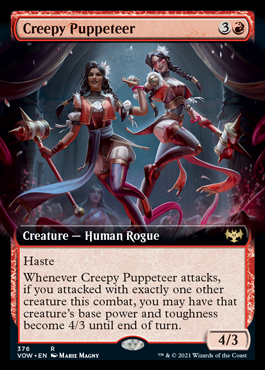 Creepy Puppeteer 3
Creature — Human Rogue
Haste
Whenever Creepy Puppeteer attacks,
if you attacked with exactly one other
creature this combat, you may have that
creature's base power and toughness
become 4/3 until end of turn.
4/3
376 R
VOW • EN MARIE MAGNY
™ & © 2021 Wizards of the Coast